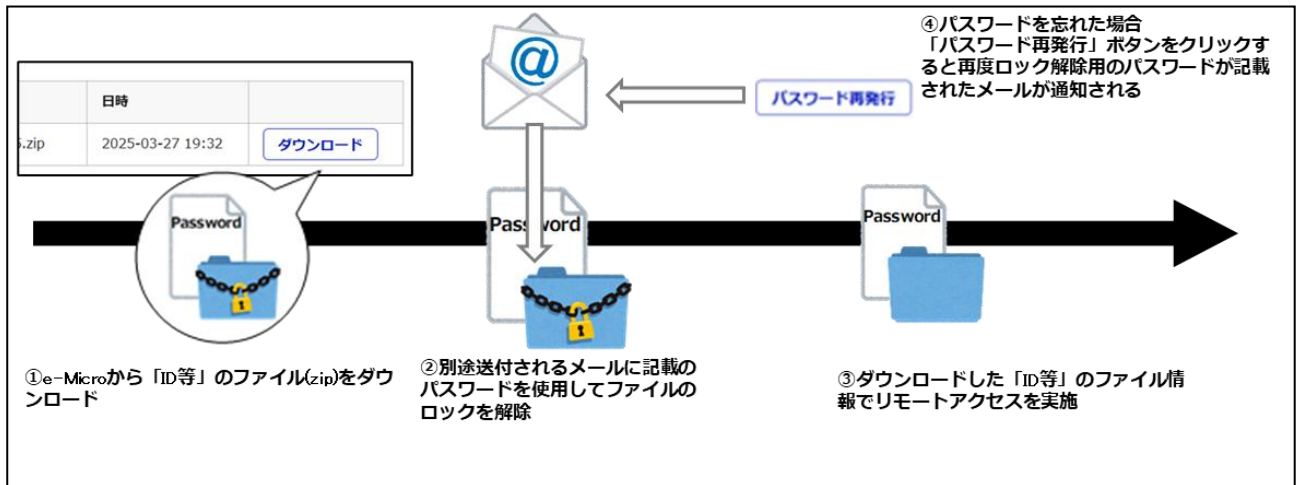 ④パスワードを忘れた場合
「パスワード再発行」ボタンをクリックす
ると再度ロック解除用のパスワードが記載
されたメールが通知される
パスワード再発行
@
日時
.zip
2025-03-27 19:32
ダウンロード
Password
Password
Password
①e-Microから「ID等」のファイル(zip)をダウ
ンロード
②別途送付されるメールに記載の
パスワードを使用してファイルの
ロックを解除
③ダウンロードした「ID等」のファイル情
報でリモートアクセスを実施